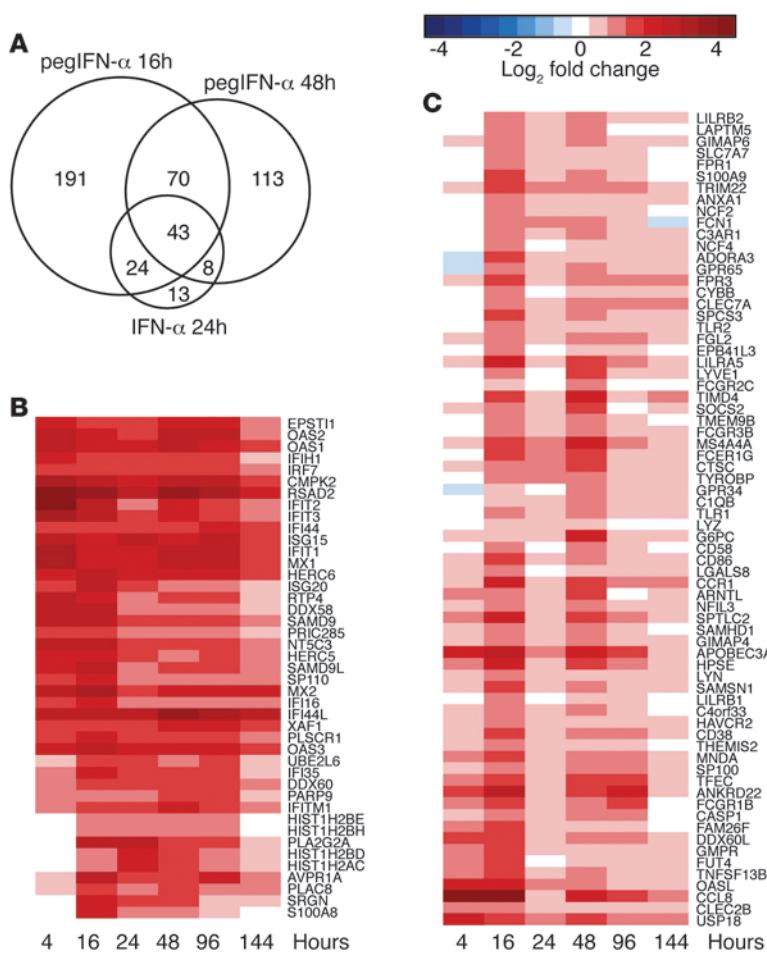 A
pegIFN-α 16h
pegIFN-α 48h
191
70
113
43
24
8
13
IFN-α 24h
-4 -2 0 2 4
Log2 fold change
B
EPSTI1
OAS2
OAS1
IFIH1
IRF7
CMPK2
RSAD2
IFIT2
IFIT3
IFI44
ISG15
IFIT1
MX1
HERC6
ISG20
RTP4
DDX58
SAMD9
PRIC285
NT5C3
HERC5
SAMD9L
SP110
MX2
IFI16
IFI44L
XAF1
PLSCR1
OAS3
UBE2L6
IFI35
DDX60
PARP9
IFITM1
HIST1H2BE
HIST1H2BH
PLA2G2A
HIST1H2BD
HIST1H2AC
AVPR1A
PLAC8
SRGN
S100A8
4 16 24 48 96 144 Hours
C
LILRB2
LAPTM5
GIMAP6
SLC7A7
FPR1
S100A9
TRIM22
ANXA1
NCF2
FCN1
C3AR1
NCF4
ADORA3
GPR65
FPR3
CYBB
CLEC7A
SPCS3
TLR2
FGL2
EPB41L3
LILRA5
LYVE1
FCGR2C
TIMD4
SOCS2
TMEM9B
FCGR3B
MS4A4A
FCER1G
CTSC
TYROBP
GPR34
C1QB
TLR1
LYZ
G6PC
CD58
CD86
LGALS8
CCR1
ARNTL
NFIL3
SPTLC2
SAMHD1
GIMAP4
APOBEC3A
HPSE
LYN
SAMSN1
LILRB1
C4orf33
HAVCR2
CD38
THEMIS2
MNDA
SP100
TFEC
ANKRD22
FCGR1B
CASP1
FAM26F
DDX60L
GMPR
FUT4
TNFSF13B
OASL
CCL8
CLEC2B
USP18
4 16 24 48 96 144 Hours